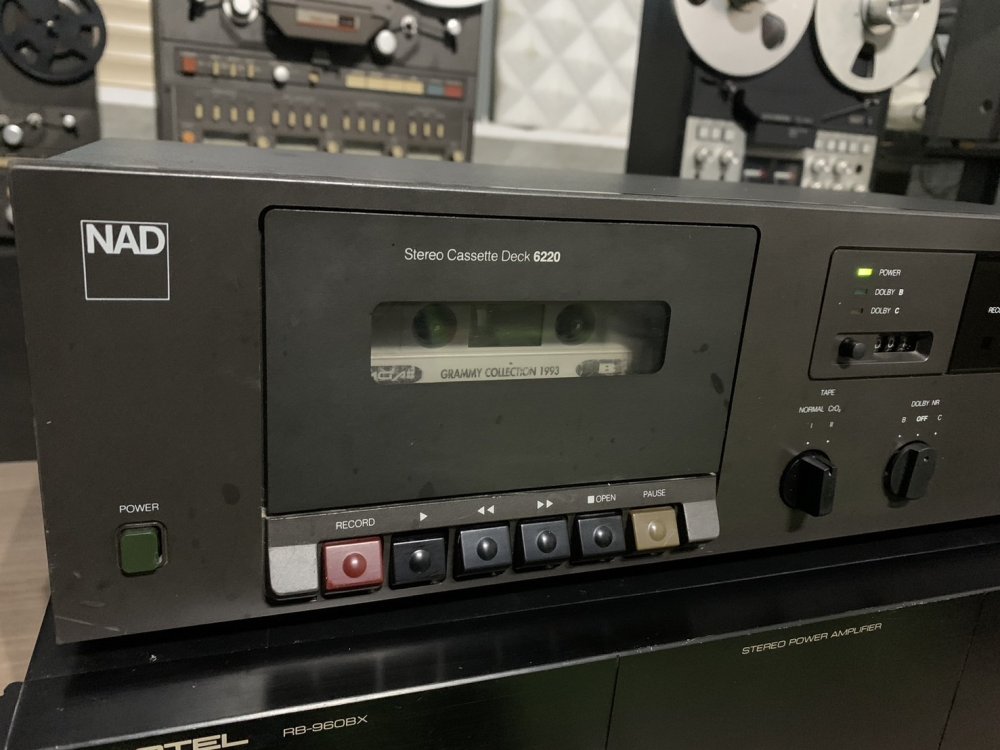 NAD
Stereo Cassette Deck 6220
GRAMMY COLLECTION 1993
B
POWER
DOLBY B
DOLBY C
TAPE
NORMAL CrO₂
I II
DOLBY NR
B OFF C
POWER
RECORD
▶
◀◀
▶▶
■ OPEN
PAUSE
STEREO POWER AMPLIFIER
RB-960BX